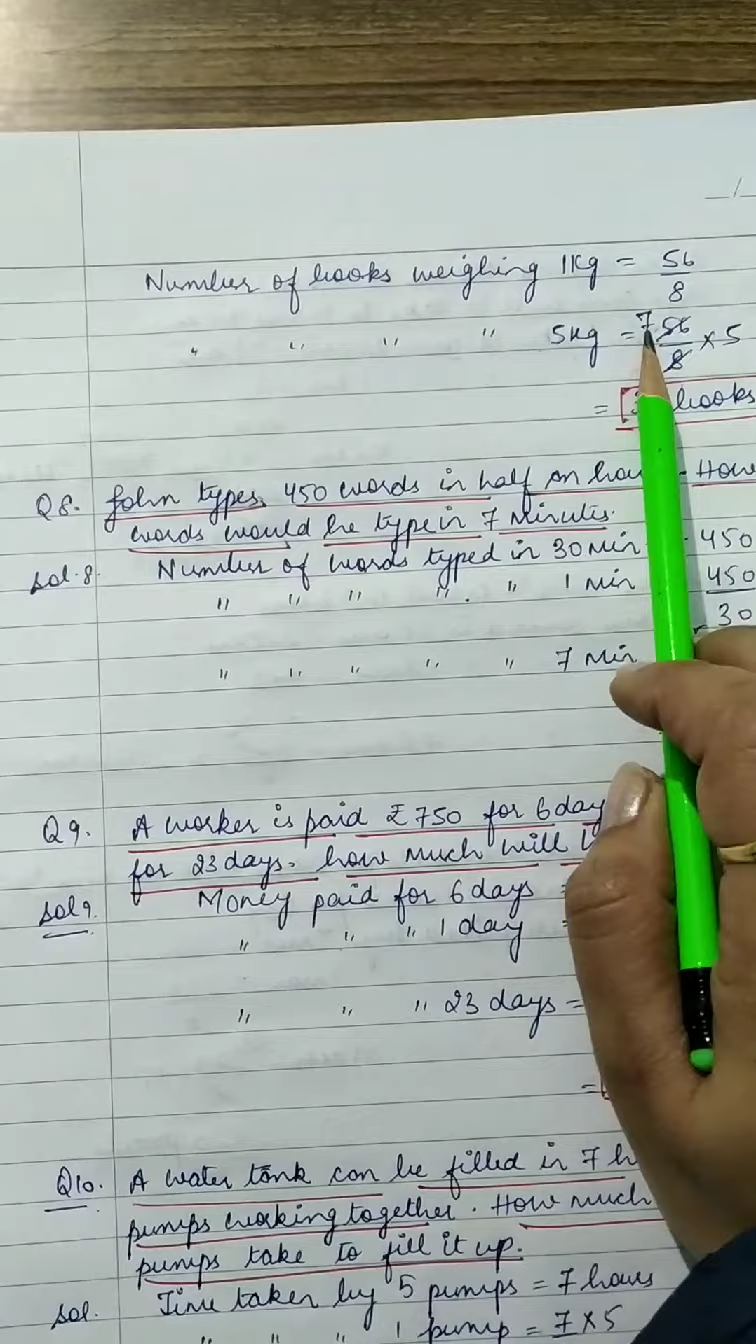 Number of books weighing 1Kg = 56/8
" " " " 5Kg = 7 56/8 × 5
= books
Q8. John types 450 words in half an hour. How
words would he type in 7 Minutes.
Sol.8. Number of words typed in 30 Min 450
" " " " " 1 Min 450/30
" " " " " 7 Min
Q9. A worker is paid ₹750 for 6 day
for 23 days. how much will
Sol9. Money paid for 6 days =
" " " 1 day =
" " " 23 days =
=
Q10. A water tank can be filled in 7 h
pumps working together. How much
pumps take to fill it up.
Sol. Time taken by 5 pumps = 7 hours
" " " 1 pump = 7 × 5